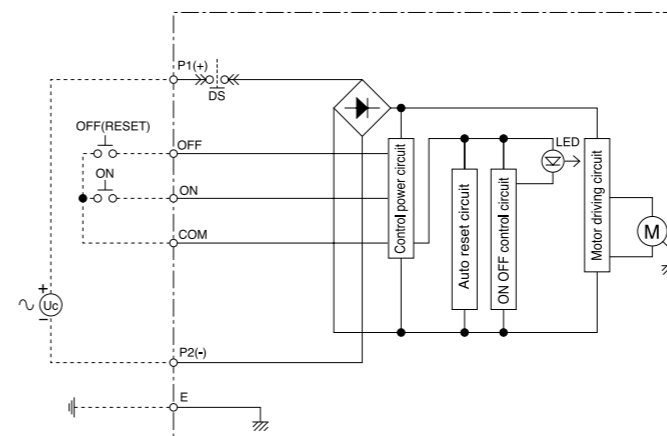 P1(+)
DS
OFF(RESET)
OFF
ON
ON
COM
+
Uc
−
P2(-)
E
Control power circuit
Auto reset circuit
ON OFF control circuit
LED
Motor driving circuit
M